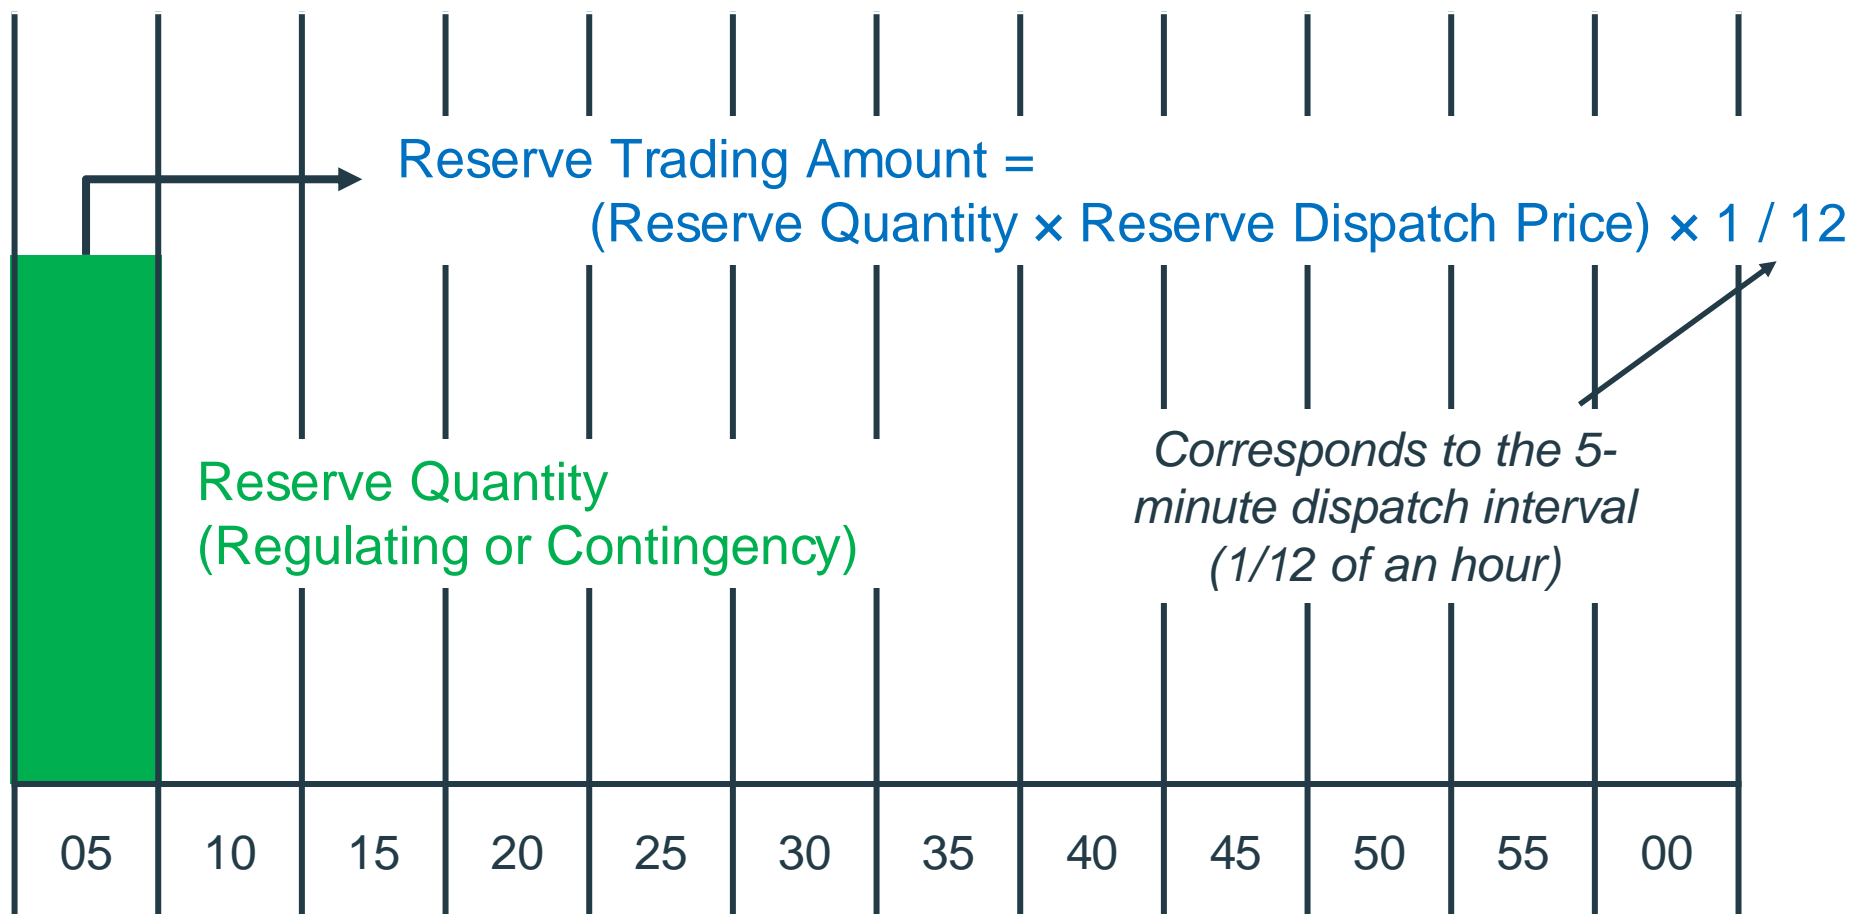 Reserve Trading Amount =
(Reserve Quantity × Reserve Dispatch Price) × 1 / 12
Reserve Quantity
(Regulating or Contingency)
Corresponds to the 5-
minute dispatch interval
(1/12 of an hour)
05 10 15 20 25 30 35 40 45 50 55 00